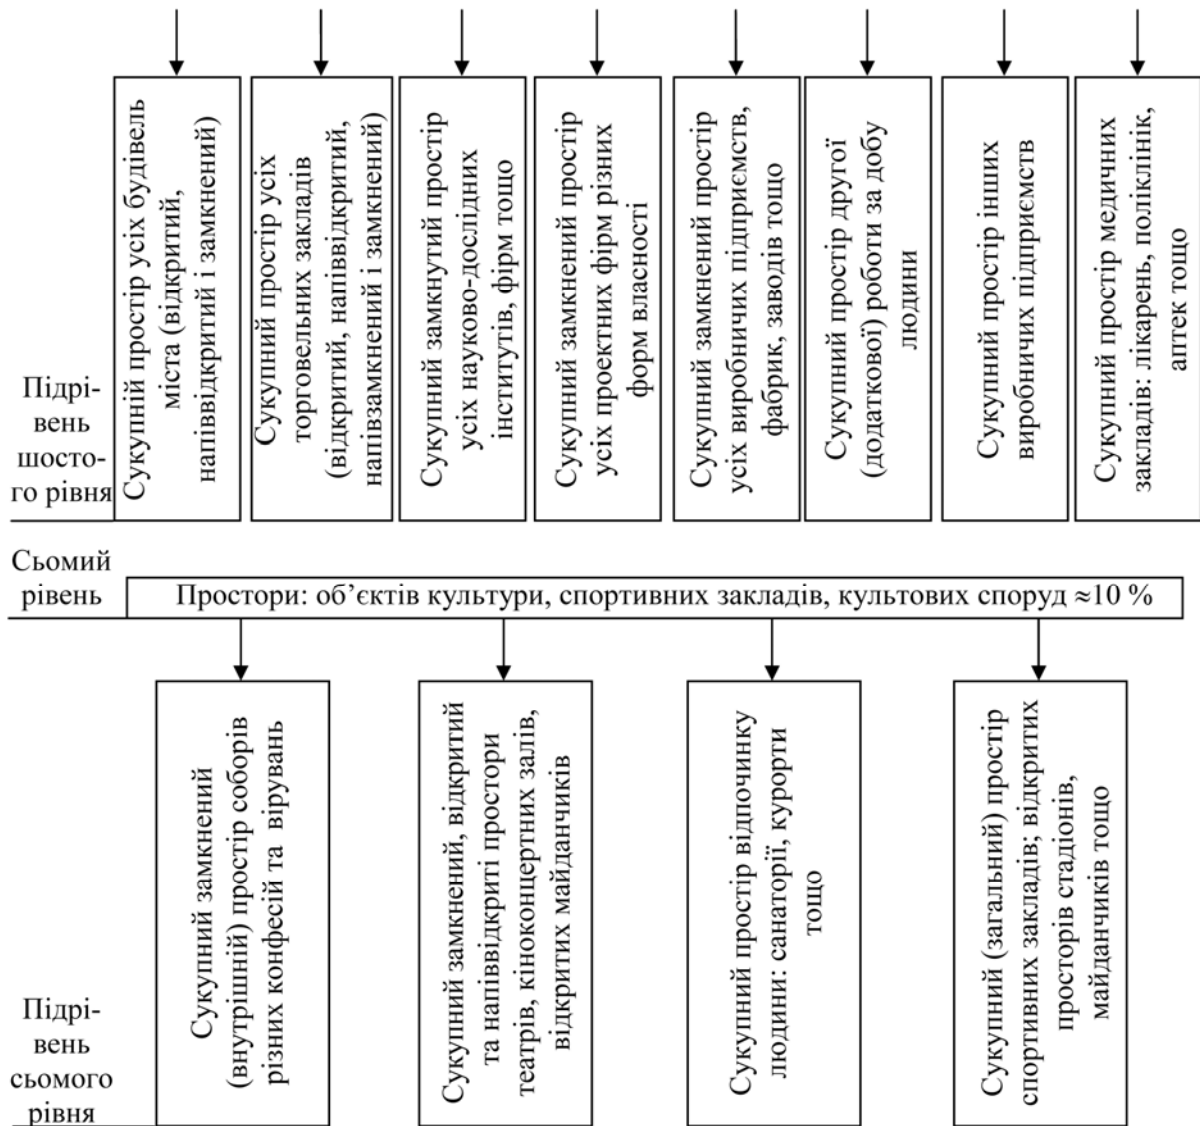 Підрі-
вень
шосто-
го рівня
Сукупній простір усіх будівель
міста (відкритий,
напіввідкритий і замкнений)
Сукупний простір усіх
торговельних закладів
(відкритий, напіввідкритий,
напівзамкнений і замкнений)
Сукупний замкнутий простір
усіх науково-дослідних
інститутів, фірм тощо
Сукупний замкнений простір
усіх проектних фірм різних
форм власності
Сукупний замкнений простір
усіх виробничих підприємств,
фабрик, заводів тощо
Сукупний простір другої
(додаткової) роботи за добу
людини
Сукупний простір інших
виробничих підприємств
Сукупний простір медичних
закладів: лікарень, поліклінік,
аптек тощо
Сьомий
рівень
Простори: об’єктів культури, спортивних закладів, культових споруд ≈10 %
Підрі-
вень
сьомого
рівня
Сукупний замкнений
(внутрішній) простір соборів
різних конфесій та вірувань
Сукупний замкнений, відкритий
та напіввідкриті простори
театрів, кіноконцертних залів,
відкритих майданчиків
Сукупний простір відпочинку
людини: санаторії, курорти
тощо
Сукупний (загальний) простір
спортивних закладів; відкритих
просторів стадіонів,
майданчиків тощо